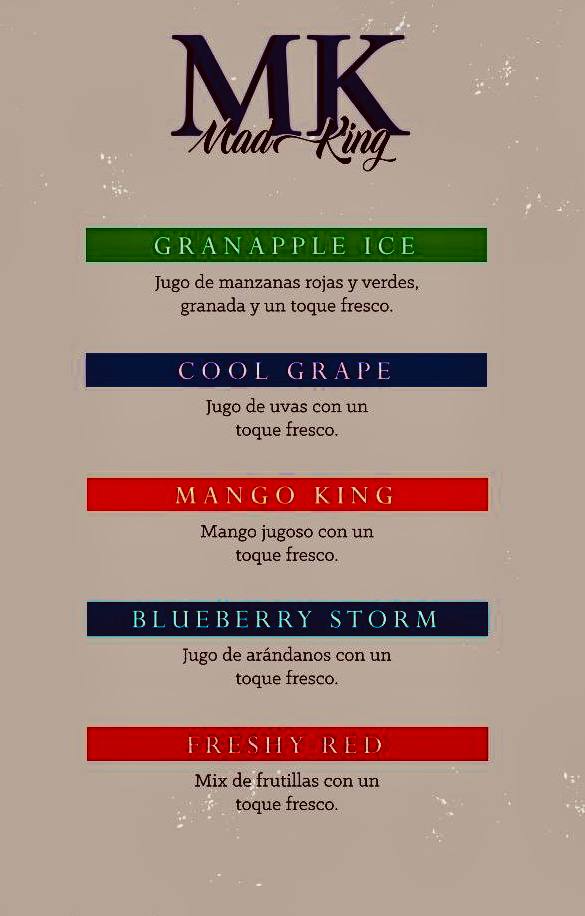 MK
Mad King
GRANAPPLE ICE
Jugo de manzanas rojas y verdes,
granada y un toque fresco.
COOL GRAPE
Jugo de uvas con un
toque fresco.
MANGO KING
Mango jugoso con un
toque fresco.
BLUEBERRY STORM
Jugo de arándanos con un
toque fresco.
FRESHY RED
Mix de frutillas con un
toque fresco.